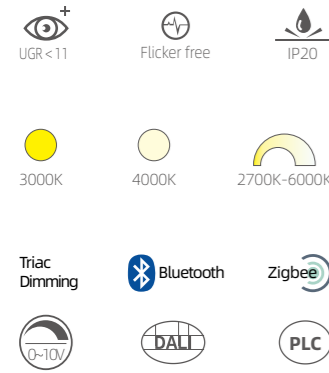 UGR<11
Flicker free
IP20
3000K
4000K
2700K-6000K
Triac
Dimming
Bluetooth
Zigbee
0~10V
DALI
PLC